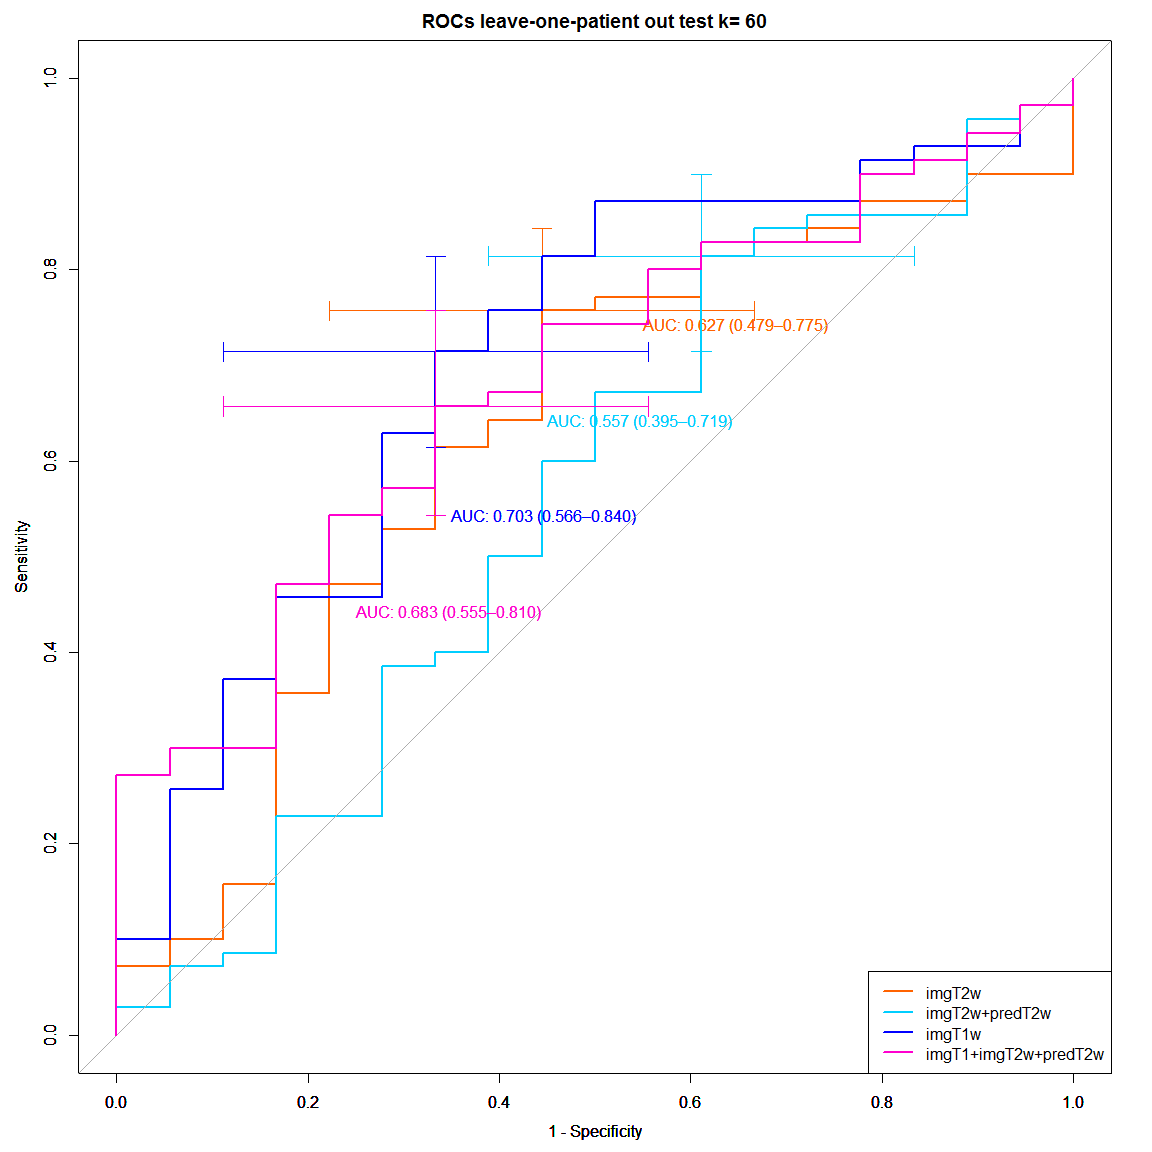 ROCs leave-one-patient out test k= 60
1.0
0.8
0.6
0.4
0.2
0.0
Sensitivity
AUC: 0.627 (0.479–0.775)
AUC: 0.557 (0.395–0.719)
AUC: 0.703 (0.566–0.840)
AUC: 0.683 (0.555–0.810)
imgT2w
imgT2w+predT2w
imgT1w
imgT1+imgT2w+predT2w
0.0 0.2 0.4 0.6 0.8 1.0
1 - Specificity